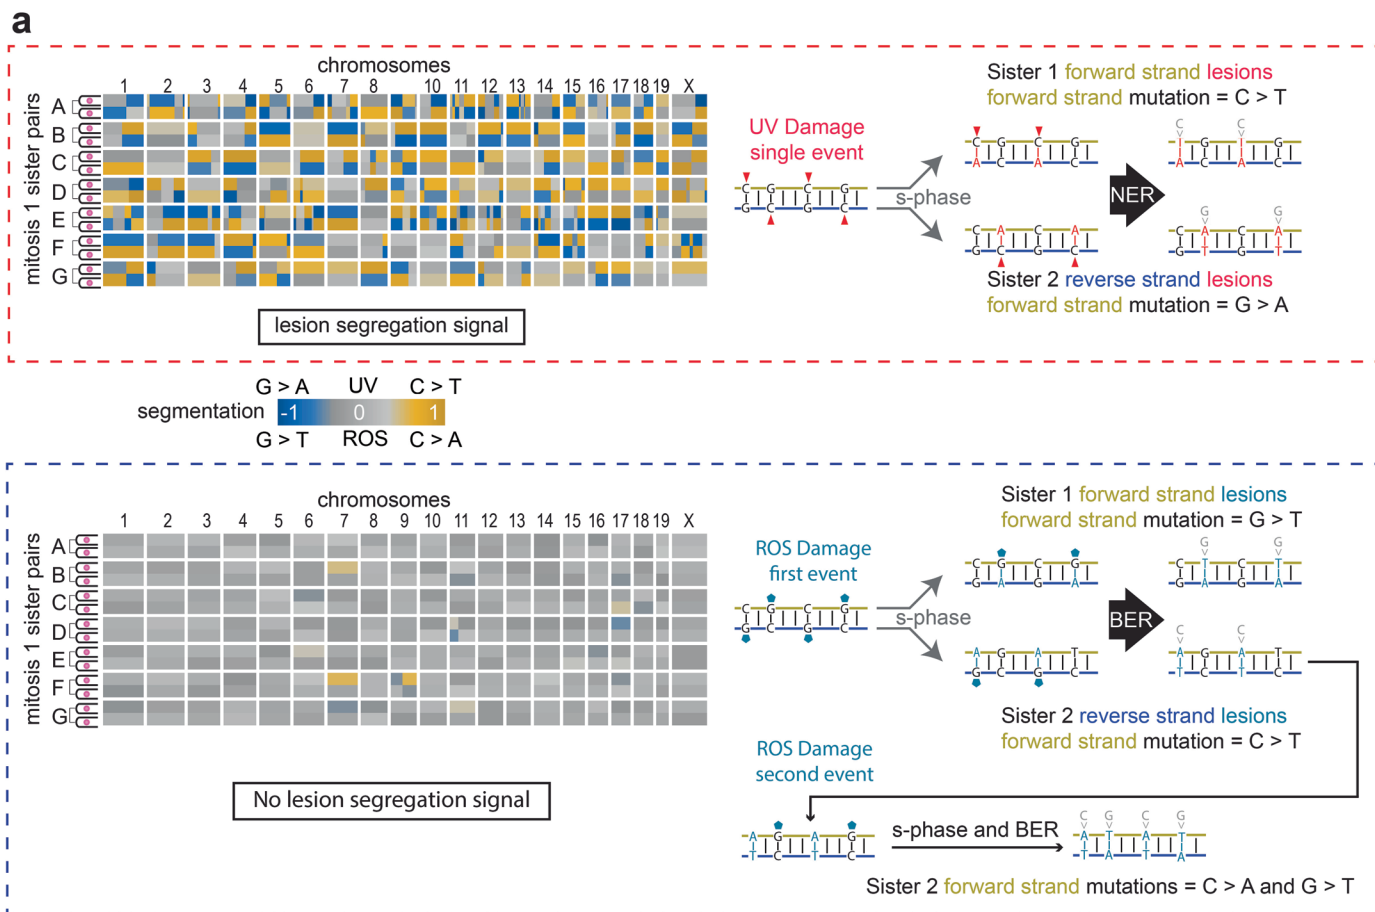 a
chromosomes
1 2 3 4 5 6 7 8 9 10 11 12 13 14 15 16 17 18 19 X
mitosis 1 sister pairs
A
B
C
D
E
F
G
lesion segregation signal
UV Damage
single event
s-phase
C G C G
G C G C
Sister 1 forward strand lesions
forward strand mutation = C > T
C G C G
A C A C
NER
C C
V V
T G T G
A C A C
C A C A
G C G C
G G
V V
C A C A
G T G T
Sister 2 reverse strand lesions
forward strand mutation = G > A
G > A UV C > T
segmentation -1 0 1
G > T ROS C > A
chromosomes
1 2 3 4 5 6 7 8 9 10 11 12 13 14 15 16 17 18 19 X
mitosis 1 sister pairs
A
B
C
D
E
F
G
No lesion segregation signal
ROS Damage
first event
s-phase
C G C G
G C G C
Sister 1 forward strand lesions
forward strand mutation = G > T
C G C G
G A G A
BER
G G
V V
C T C T
G A G A
A G A T
G C G C
C C
V V
A G A T
T C T C
Sister 2 reverse strand lesions
forward strand mutation = C > T
ROS Damage
second event
A G A G
T C T C
s-phase and BER
C G C G
V V V V
A T A T
T A T A
Sister 2 forward strand mutations = C > A and G > T